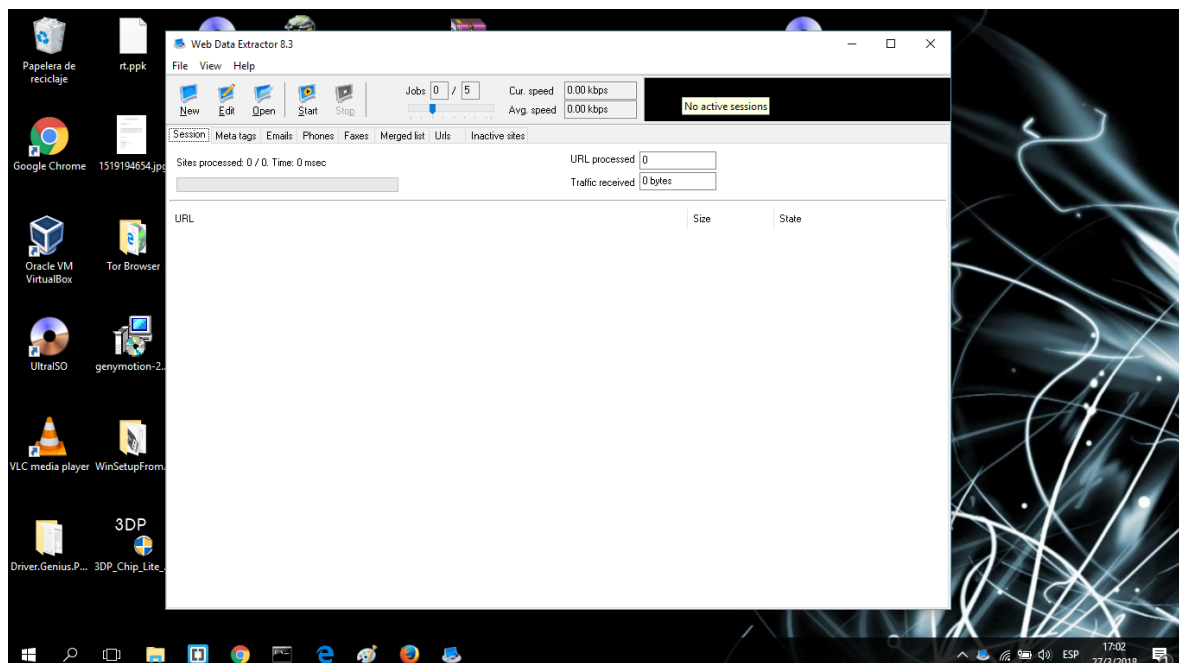 Papelera de
reciclaje
rt.ppk
Google Chrome
1519194654.jpg
Oracle VM
VirtualBox
Tor Browser
UltraISO
genymotion-2...
VLC media player
WinSetupFrom...
Driver.Genius.P...
3DP
3DP_Chip_Lite_...
Web Data Extractor 8.3
File View Help
New Edit Open Start Stop
Jobs 0 / 5
Cur. speed 0.00 kbps
Avg. speed 0.00 kbps
No active sessions
Session Meta tags Emails Phones Faxes Merged list Urls Inactive sites
Sites processed: 0 / 0. Time: 0 msec
URL processed 0
Traffic received 0 bytes
URL Size State
ESP
17:02
27/3/2018